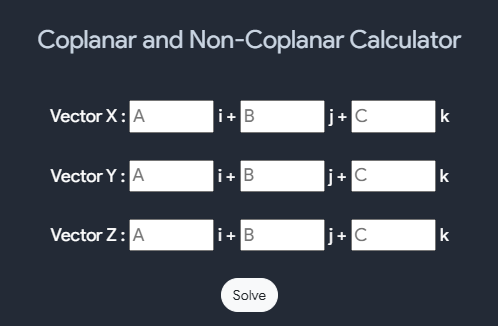 Coplanar and Non-Coplanar Calculator
Vector X : A i + B j + C k
Vector Y : A i + B j + C k
Vector Z : A i + B j + C k
Solve